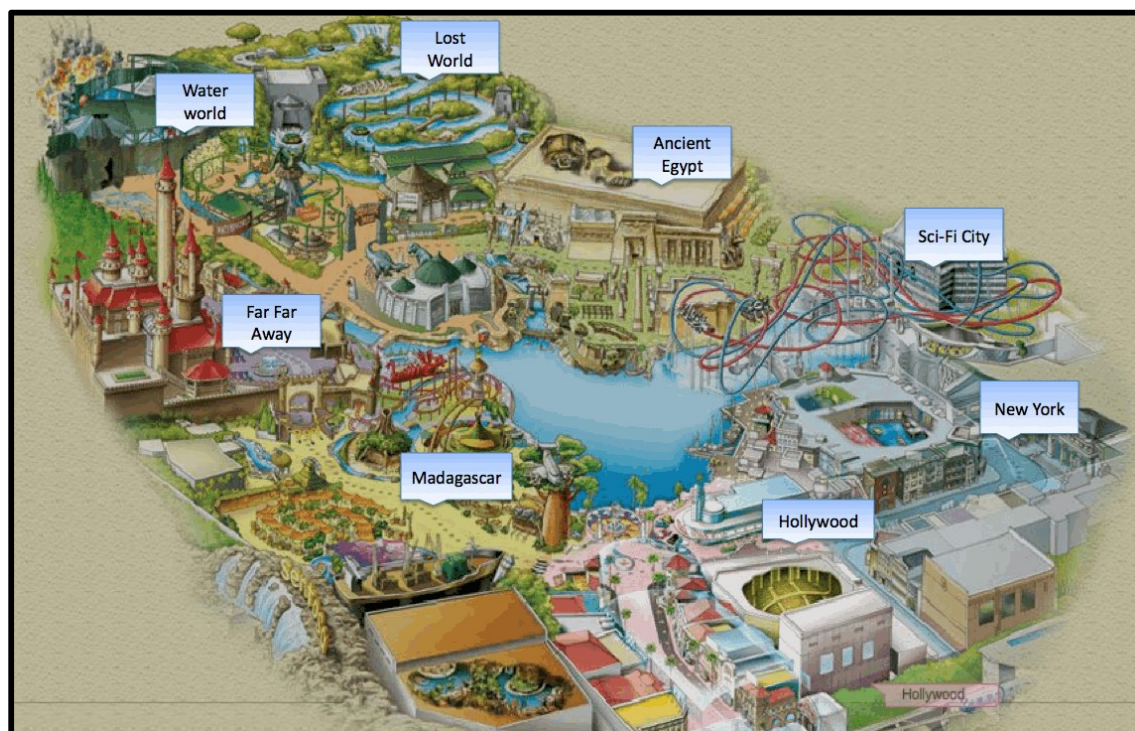 Lost
World
Water
world
Ancient
Egypt
Sci-Fi City
Far Far
Away
New York
Madagascar
Hollywood
Hollywood